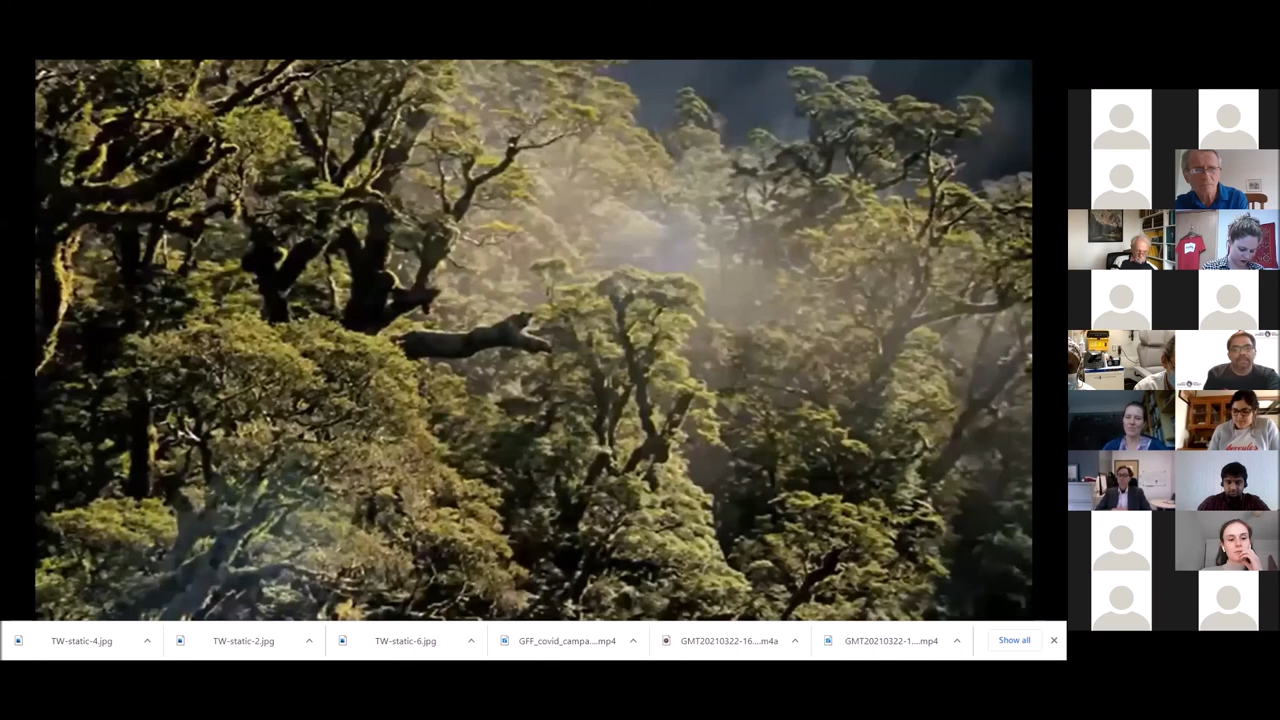 TW-static-4.jpg
TW-static-2.jpg
TW-static-6.jpg
GFF_covid_campa....mp4
GMT20210322-16....m4a
GMT20210322-1....mp4
Show all